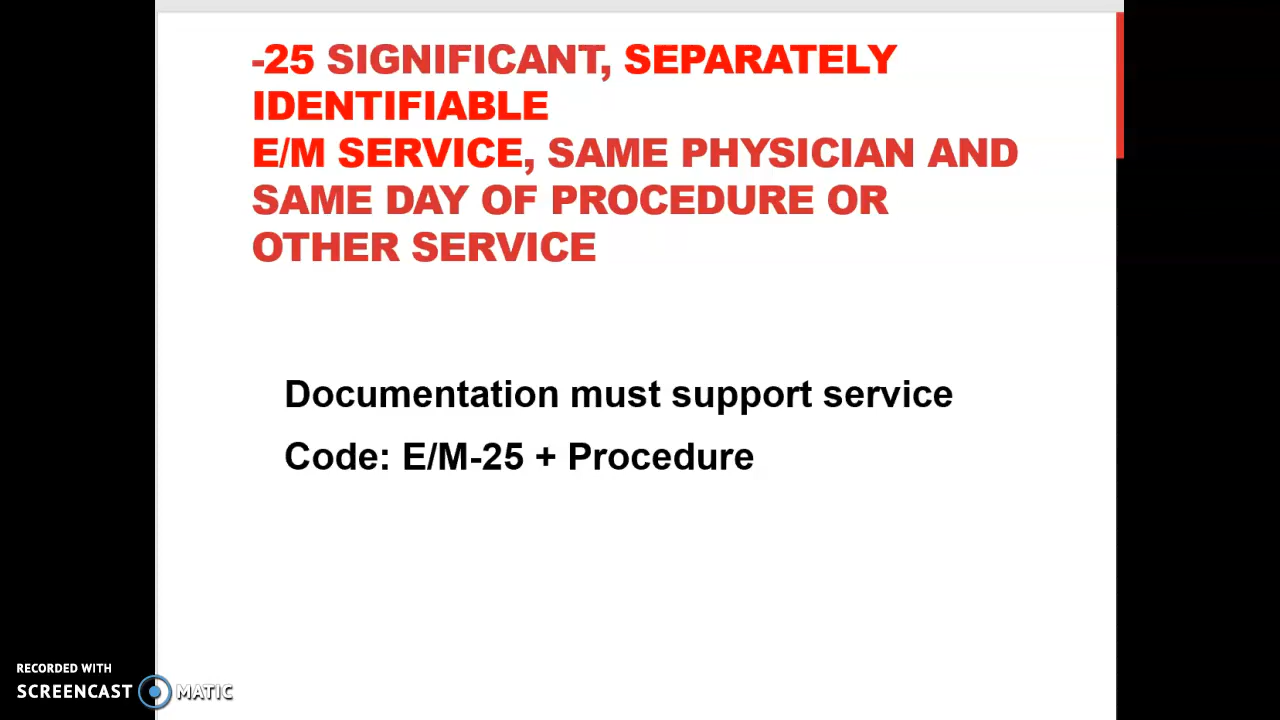 -25 SIGNIFICANT, SEPARATELY
IDENTIFIABLE
E/M SERVICE, SAME PHYSICIAN AND
SAME DAY OF PROCEDURE OR
OTHER SERVICE
Documentation must support service
Code: E/M-25 + Procedure
RECORDED WITH
SCREENCAST MATIC